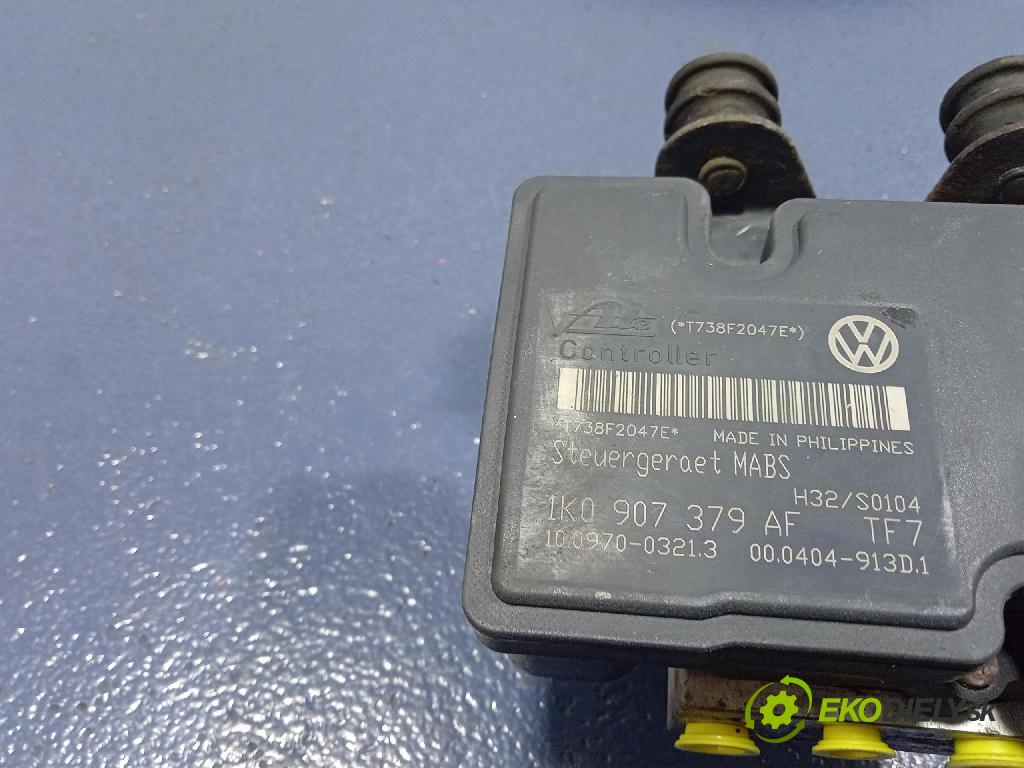 Ate (*T738F2047E*)
Controller
*T738F2047E* MADE IN PHILIPPINES
Steuergeraet MABS
H32/S0104
1K0 907 379 AF TF7
10.0970-0321.3 00.0404-913D.1
EKODIELY.SK